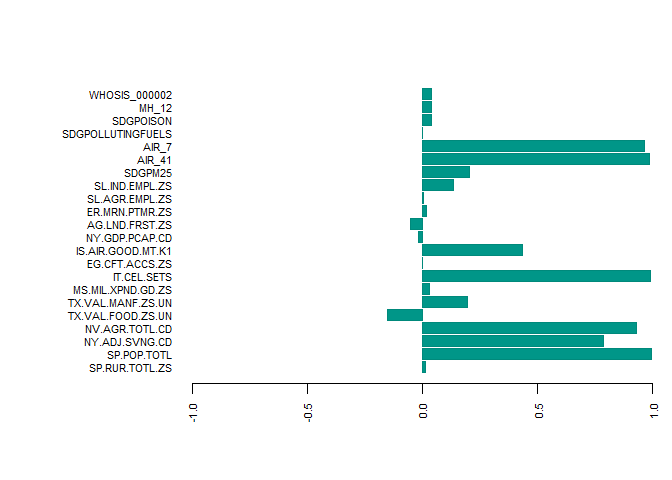 WHOSIS_000002
MH_12
SDGPOISON
SDGPOLLUTINGFUELS
AIR_7
AIR_41
SDGPM25
SL.IND.EMPL.ZS
SL.AGR.EMPL.ZS
ER.MRN.PTMR.ZS
AG.LND.FRST.ZS
NY.GDP.PCAP.CD
IS.AIR.GOOD.MT.K1
EG.CFT.ACCS.ZS
IT.CEL.SETS
MS.MIL.XPND.GD.ZS
TX.VAL.MANF.ZS.UN
TX.VAL.FOOD.ZS.UN
NV.AGR.TOTL.CD
NY.ADJ.SVNG.CD
SP.POP.TOTL
SP.RUR.TOTL.ZS
-1.0
-0.5
0.0
0.5
1.0